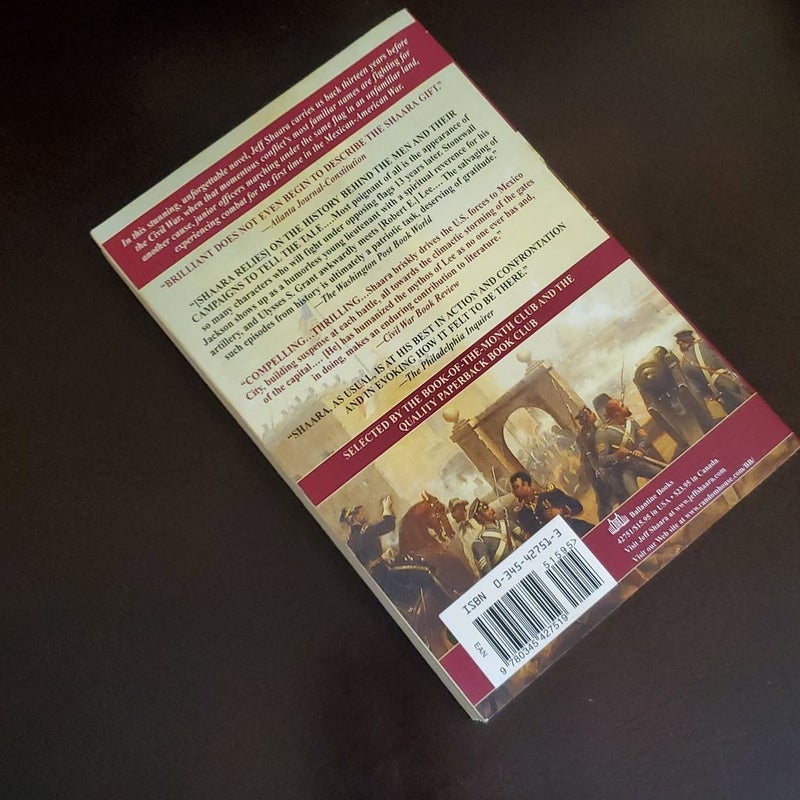 In this stunning, unforgettable novel, Jeff Shaara carries us back thirteen years before
the Civil War, when that momentous conflict's most familiar names are fighting for
another cause, junior officers marching under the same flag in an unfamiliar land,
experiencing combat for the first time in the Mexican-American War.
"BRILLIANT DOES NOT EVEN BEGIN TO DESCRIBE THE SHAARA GIFT."
—Atlanta Journal-Constitution
"[SHAARA RELIES] ON THE HISTORY BEHIND THE MEN AND THEIR
CAMPAIGNS TO TELL THE TALE... Most poignant of all is the appearance of
so many characters who will fight under opposing flags 13 years later. Stonewall
Jackson shows up as a humorless young lieutenant with a spiritual reverence for his
artillery, and Ulysses S. Grant awkwardly meets [Robert E.] Lee.... The salvaging of
such episodes from history is ultimately a patriotic task, deserving of gratitude."
—The Washington Post Book World
"COMPELLING...THRILLING... Shaara briskly drives the U.S. forces to Mexico
City, building suspense at each battle, all towards the climactic storming of the gates
of the capital.... [He] has humanized the mythos of Lee as no one ever has and,
in doing, makes an enduring contribution to literature."
—Civil War Book Review
"SHAARA, AS USUAL, IS AT HIS BEST IN ACTION AND CONFRONTATION
AND IN EVOKING HOW IT FELT TO BE THERE."
—The Philadelphia Inquirer
SELECTED BY THE BOOK-OF-THE-MONTH CLUB AND THE
QUALITY PAPERBACK BOOK CLUB
Ballantine Books
42751/$15.95 in USA • $23.95 in Canada
Visit Jeff Shaara at www.jeffshaara.com
Visit our Web site at www.randomhouse.com/BB/
ISBN 0-345-42751-3
51595>
EAN
9 780345 427519